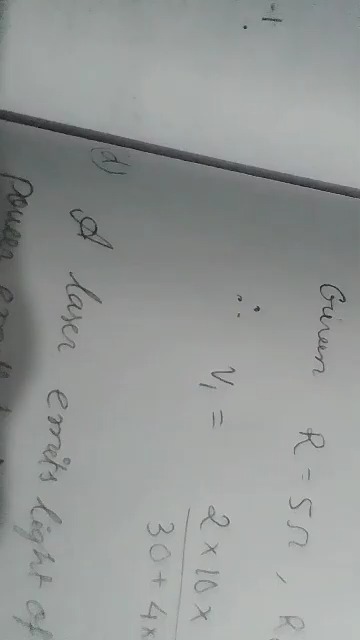 Given R = 5Ω, R
∴ V₁ = 2 × 10 × / 30 + 4 ×
(d) A laser emits light of
Power